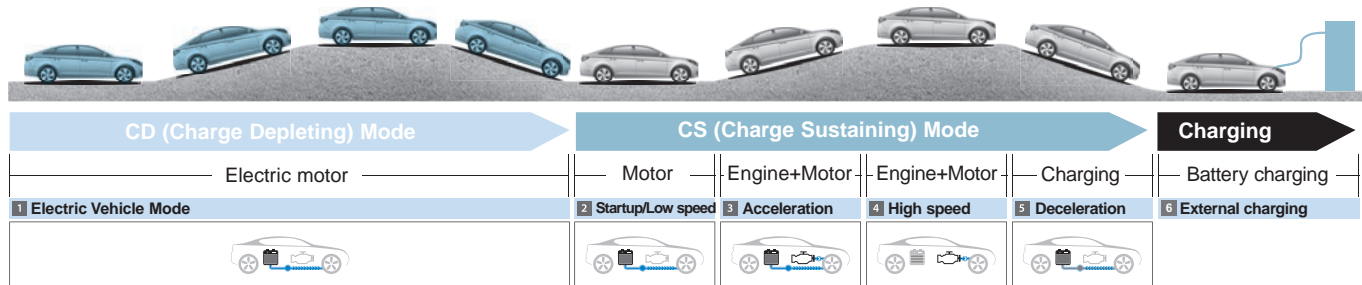 CD (Charge Depleting) Mode
CS (Charge Sustaining) Mode
Charging
Electric motor
Motor
Engine+Motor
Engine+Motor
Charging
Battery charging
1 Electric Vehicle Mode
2 Startup/Low speed
3 Acceleration
4 High speed
5 Deceleration
6 External charging